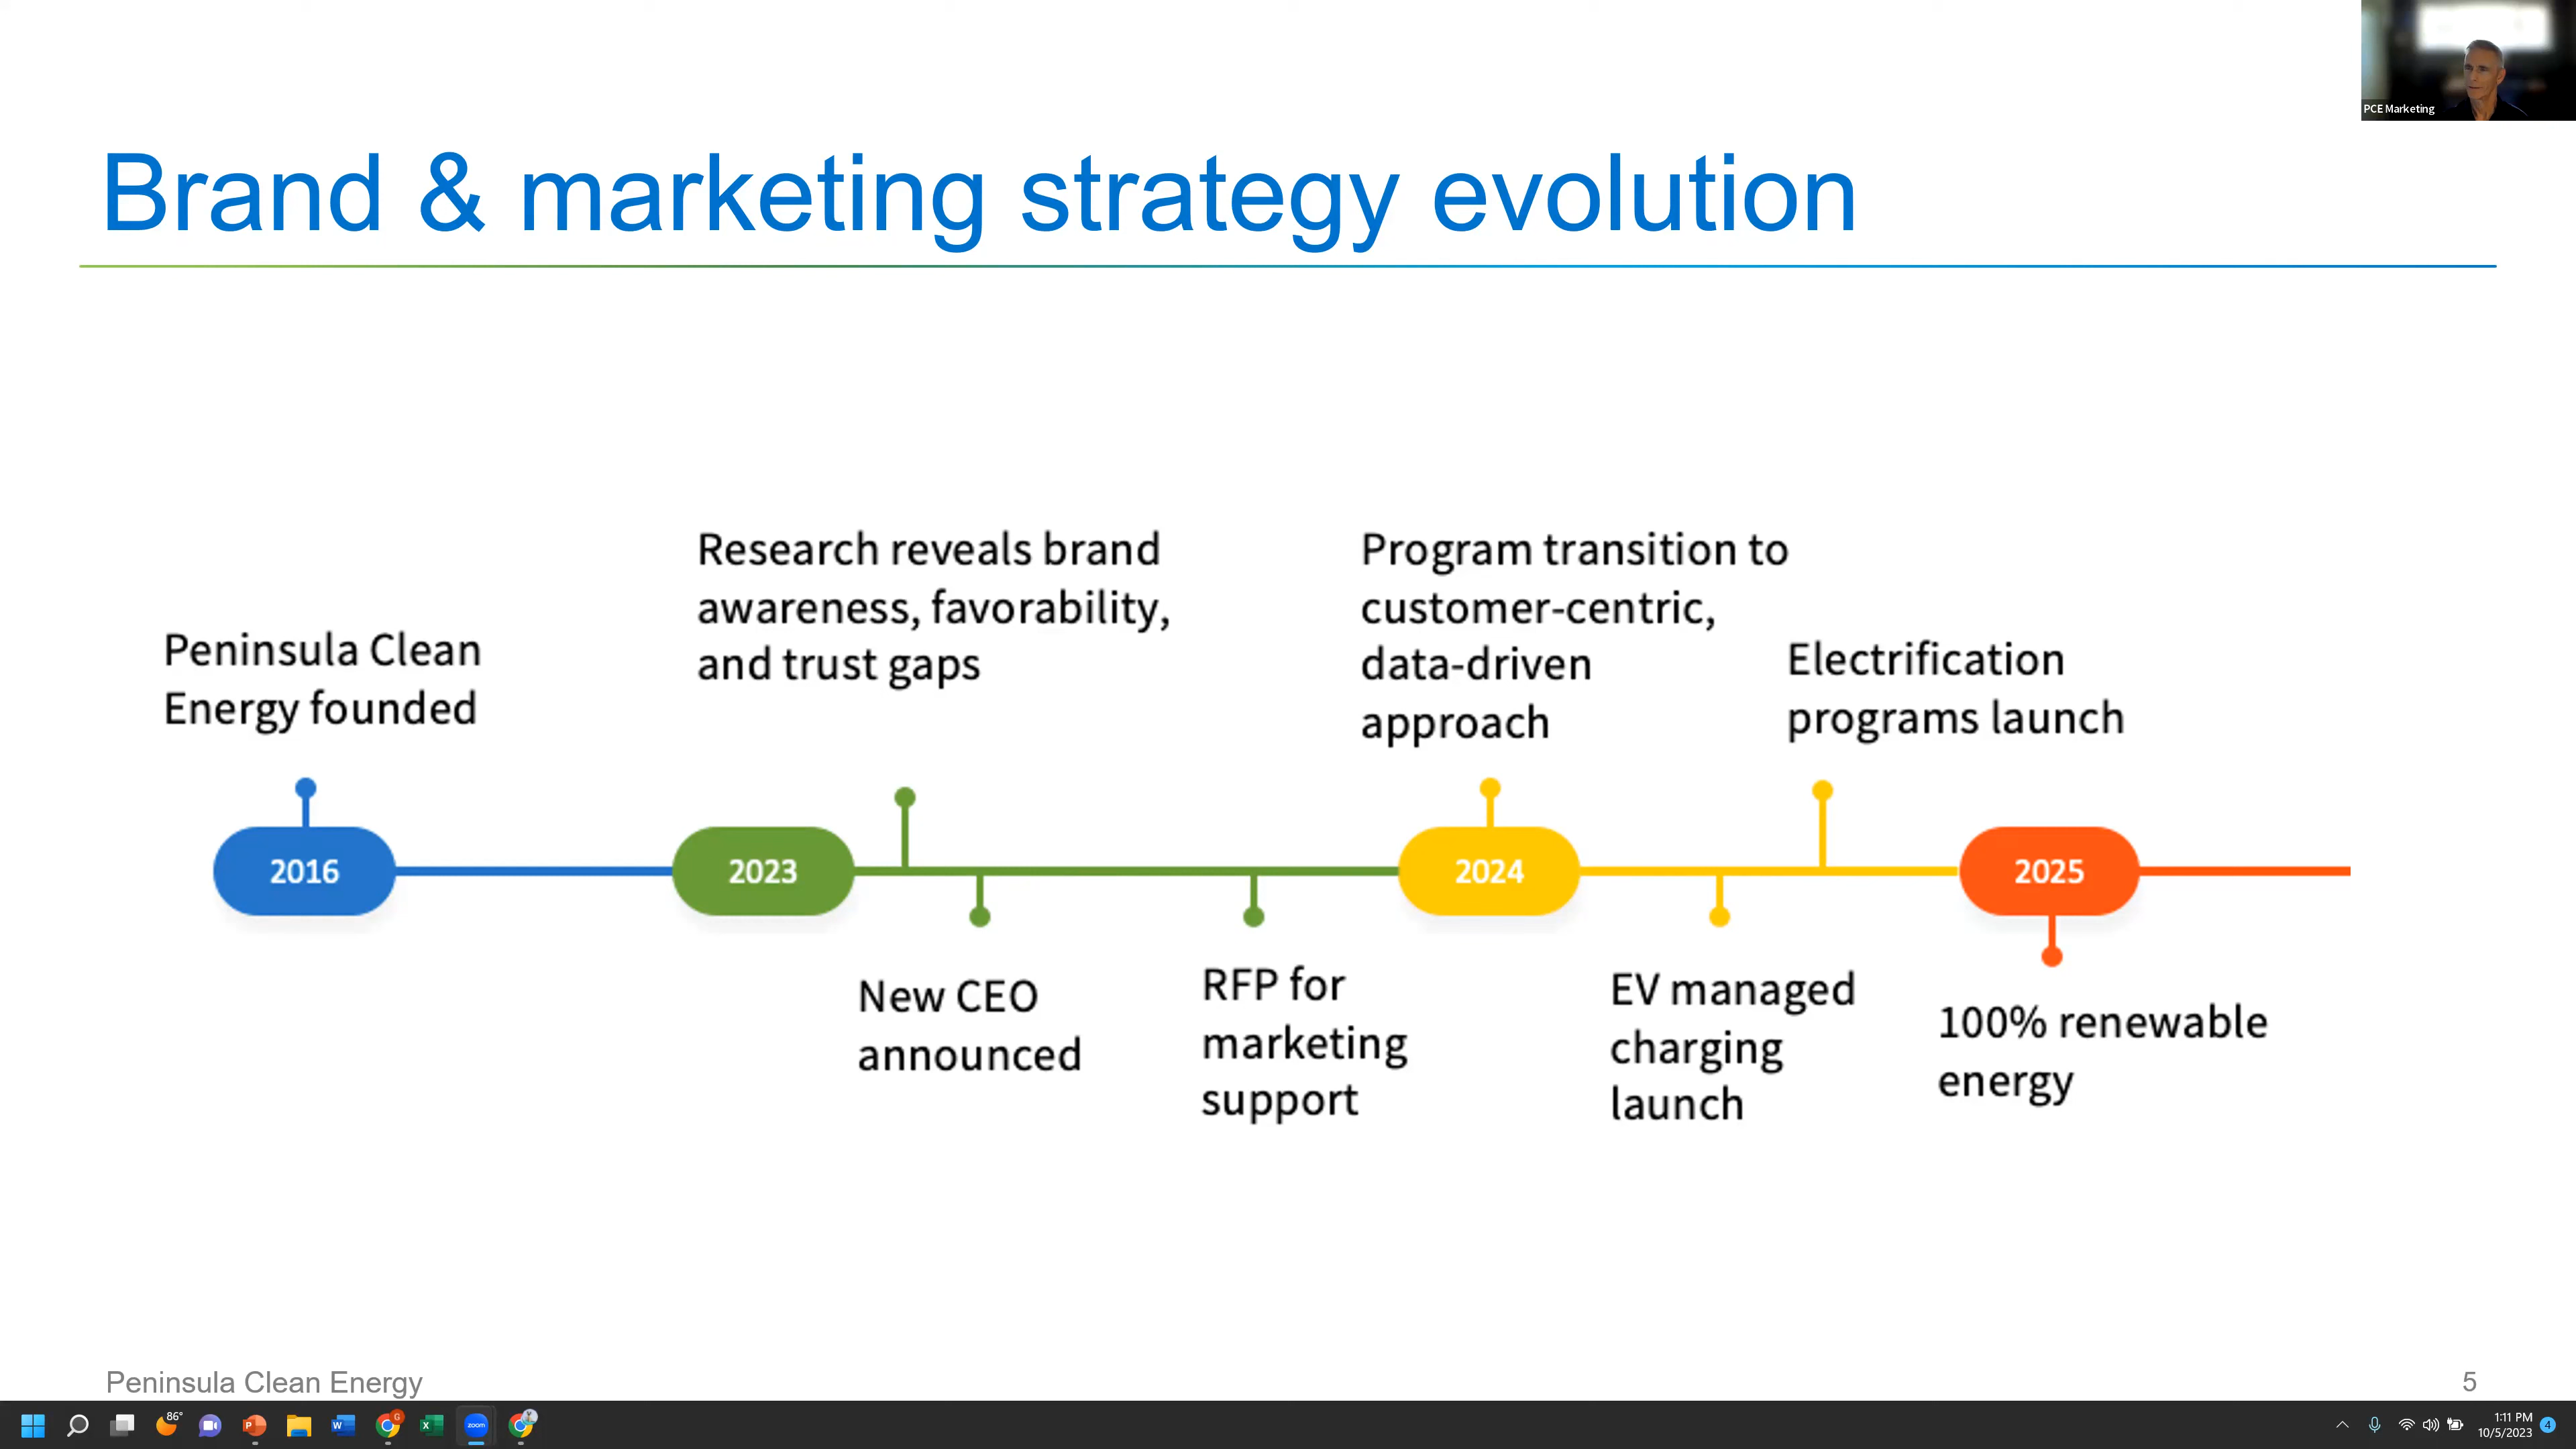 PCE Marketing
Brand & marketing strategy evolution
Peninsula Clean
Energy founded
Research reveals brand
awareness, favorability,
and trust gaps
Program transition to
customer-centric,
data-driven
approach
Electrification
programs launch
2016
2023
2024
2025
New CEO
announced
RFP for
marketing
support
EV managed
charging
launch
100% renewable
energy
Peninsula Clean Energy
5
86°
P
W
G
X
zoom
1:11 PM
10/5/2023
4